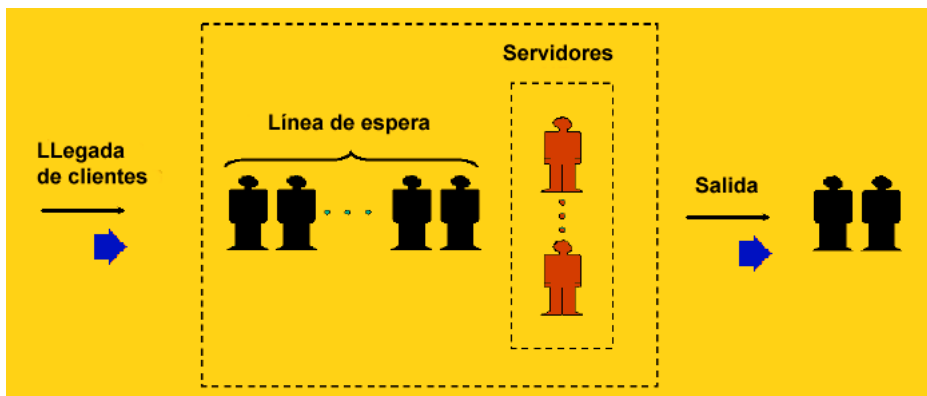 Servidores
Línea de espera
LLegada
de clientes
Salida